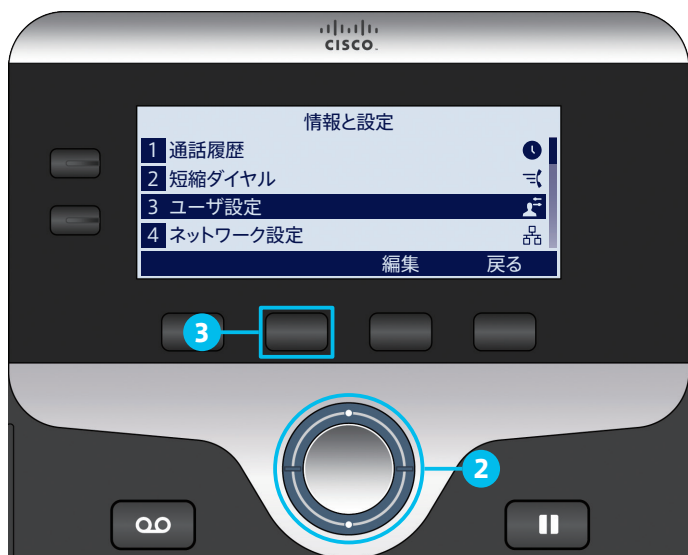 CISCO
情報と設定
1 通話履歴
2 短縮ダイヤル
3 ユーザ設定
4 ネットワーク設定
編集 戻る
3
2